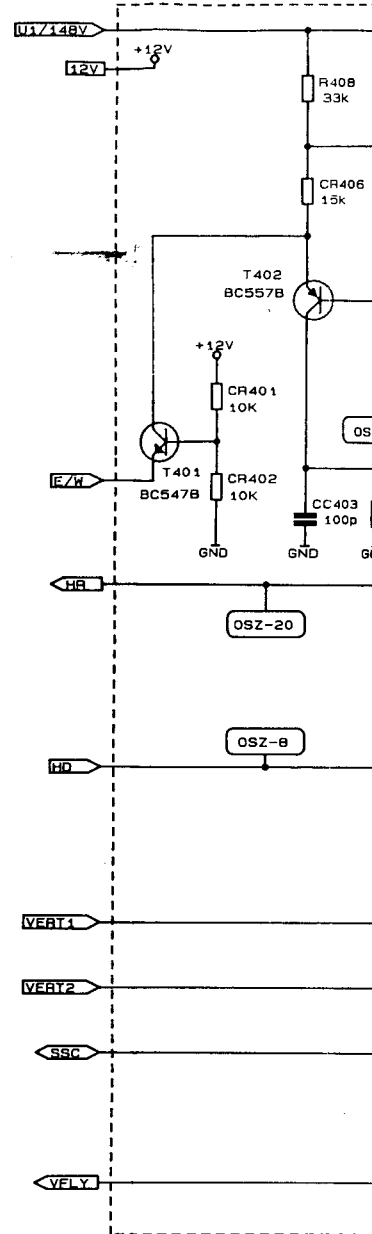 U1/148V
+12V
12V
R408
33k
CR406
15k
T402
BC557B
+12V
CR401
10K
E/W
T401
BC547B
CR402
10K
CC403
100p
GND
GND
HR
OSZ-20
OSZ-8
HD
VERT1
VERT2
SSC
VFLY